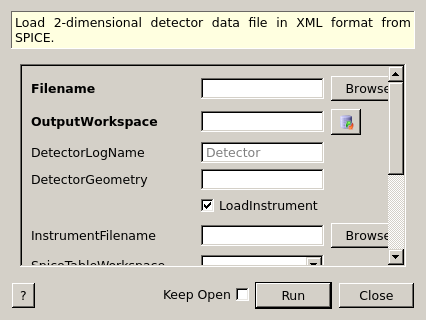 Load 2-dimensional detector data file in XML format from
SPICE.
Filename Browse
OutputWorkspace
DetectorLogName Detector
DetectorGeometry
LoadInstrument
InstrumentFilename Browse
SpiceTableWorkspace
? Keep Open Run Close